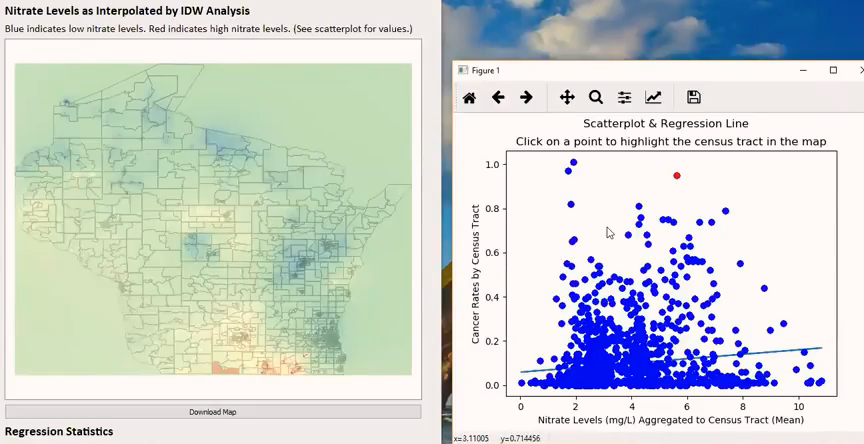 Nitrate Levels as Interpolated by IDW Analysis
Blue indicates low nitrate levels. Red indicates high nitrate levels. (See scatterplot for values.)
Download Map
Regression Statistics
Figure 1
Scatterplot & Regression Line
Click on a point to highlight the census tract in the map
Cancer Rates by Census Tract
1.0
0.8
0.6
0.4
0.2
0.0
0 2 4 6 8 10
Nitrate Levels (mg/L) Aggregated to Census Tract (Mean)
x=3.11005 y=0.714456